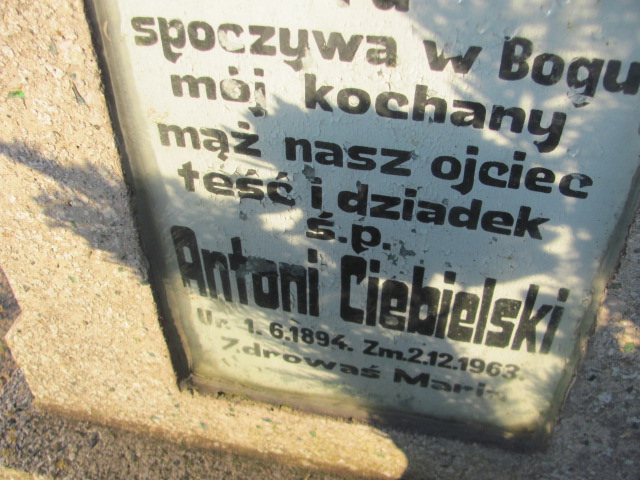 spoczywa w Bogu
mój kochany
mąż nasz ojciec
teść i dziadek
ś.p.
Antoni Ciebielski
Ur. 1. 6.1894. Zm.2.12.1963.
Zdrowaś